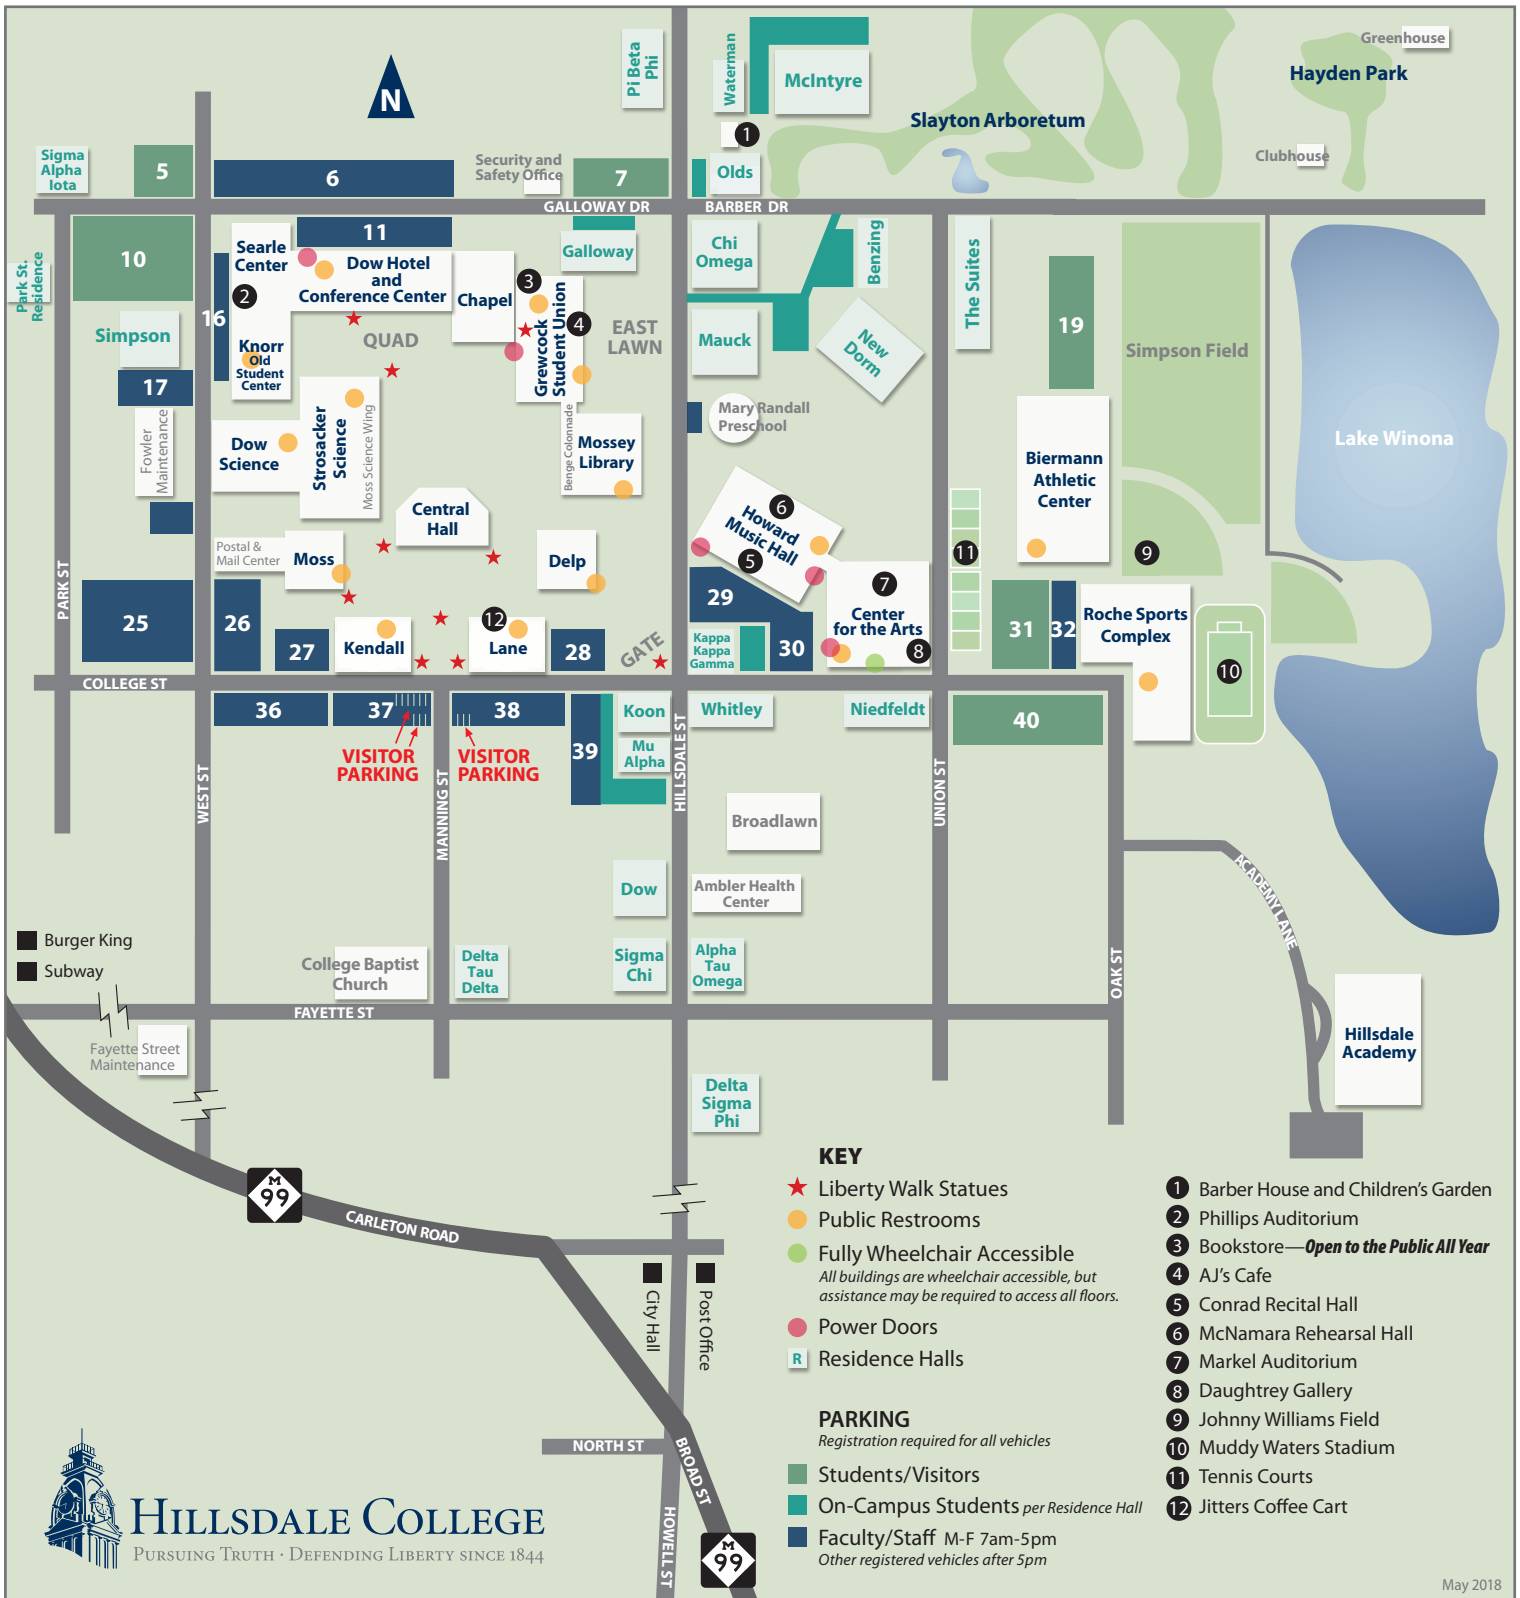 Greenhouse
Hayden Park
Pi Beta
Phi
Waterman
McIntyre
N
1
Slayton Arboretum
Clubhouse
Sigma
Alpha
Iota
5
6
Security and
Safety Office
7
Olds
GALLOWAY DR
BARBER DR
10
Park St.
Residence
Simpson
16
17
Searle
Center
2
Knorr
Old
Student
Center
11
Dow Hotel
and
Conference Center
Chapel
3
4
Grewcock
Student Union
Galloway
EAST
LAWN
QUAD
Chi
Omega
Benzing
Mauck
New
Dorm
The Suites
19
Simpson Field
Lake Winona
Fowler
Maintenance
Dow
Science
Strosacker
Science
Moss Science Wing
Benge Colonnade
Mossey
Library
Mary Randall
Preschool
Biermann
Athletic
Center
Central
Hall
6
Howard
Music Hall
5
11
9
Postal &
Mail Center
Moss
Delp
PARK ST
25
26
27
Kendall
12
Lane
28
GATE
29
30
Kappa
Kappa
Gamma
7
Center
for the Arts
8
31
32
Roche Sports
Complex
10
COLLEGE ST
36
37
38
39
VISITOR
PARKING
VISITOR
PARKING
Koon
Mu
Alpha
Whitley
Niedfeldt
40
WEST ST
MANNING ST
HILLSDALE ST
UNION ST
Broadlawn
Dow
Ambler Health
Center
ACADEMY LANE
OAK ST
Burger King
Subway
College Baptist
Church
Delta
Tau
Delta
Sigma
Chi
Alpha
Tau
Omega
FAYETTE ST
Fayette Street
Maintenance
Hillsdale
Academy
Delta
Sigma
Phi
M
99
CARLETON ROAD
City Hall
Post Office
NORTH ST
BROAD ST
HOWELL ST
M
99
KEY
Liberty Walk Statues
Public Restrooms
Fully Wheelchair Accessible
All buildings are wheelchair accessible, but
assistance may be required to access all floors.
Power Doors
R Residence Halls
PARKING
Registration required for all vehicles
Students/Visitors
On-Campus Students per Residence Hall
Faculty/Staff M-F 7am-5pm
Other registered vehicles after 5pm
1 Barber House and Children's Garden
2 Phillips Auditorium
3 Bookstore—Open to the Public All Year
4 AJ's Cafe
5 Conrad Recital Hall
6 McNamara Rehearsal Hall
7 Markel Auditorium
8 Daughtrey Gallery
9 Johnny Williams Field
10 Muddy Waters Stadium
11 Tennis Courts
12 Jitters Coffee Cart
HILLSDALE COLLEGE
PURSUING TRUTH · DEFENDING LIBERTY SINCE 1844
May 2018